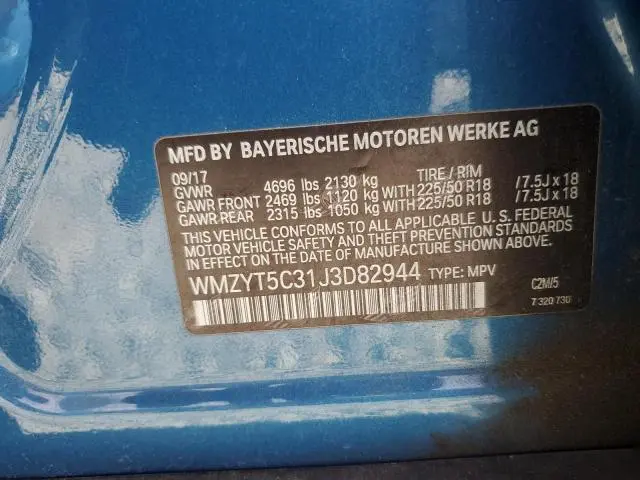 MFD BY BAYERISCHE MOTOREN WERKE AG
09/17 TIRE / RIM
GVWR 4696 lbs 2130 kg
GAWR FRONT 2469 lbs 1120 kg WITH 225/50 R18 /7.5J x 18
GAWR REAR 2315 lbs 1050 kg WITH 225/50 R18 /7.5J x 18
THIS VEHICLE CONFORMS TO ALL APPLICABLE U.S. FEDERAL
MOTOR VEHICLE SAFETY, BUMPER, AND THEFT PREVENTION STANDARDS
IN EFFECT ON THE DATE OF MANUFACTURE SHOWN ABOVE.
WMZYT5C31J3D82944 TYPE: MPV
C2M/5
7 320 730